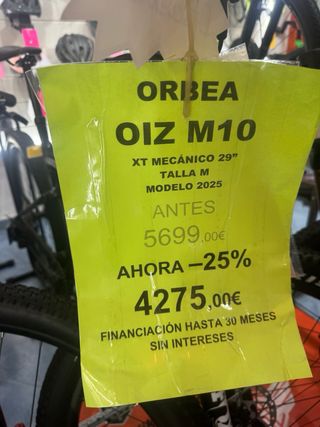 ORBEA
OIZ M10
XT MECÁNICO 29”
TALLA M
MODELO 2025
ANTES
5699,00€
AHORA –25%
4275,00€
FINANCIACIÓN HASTA 30 MESES
SIN INTERESES